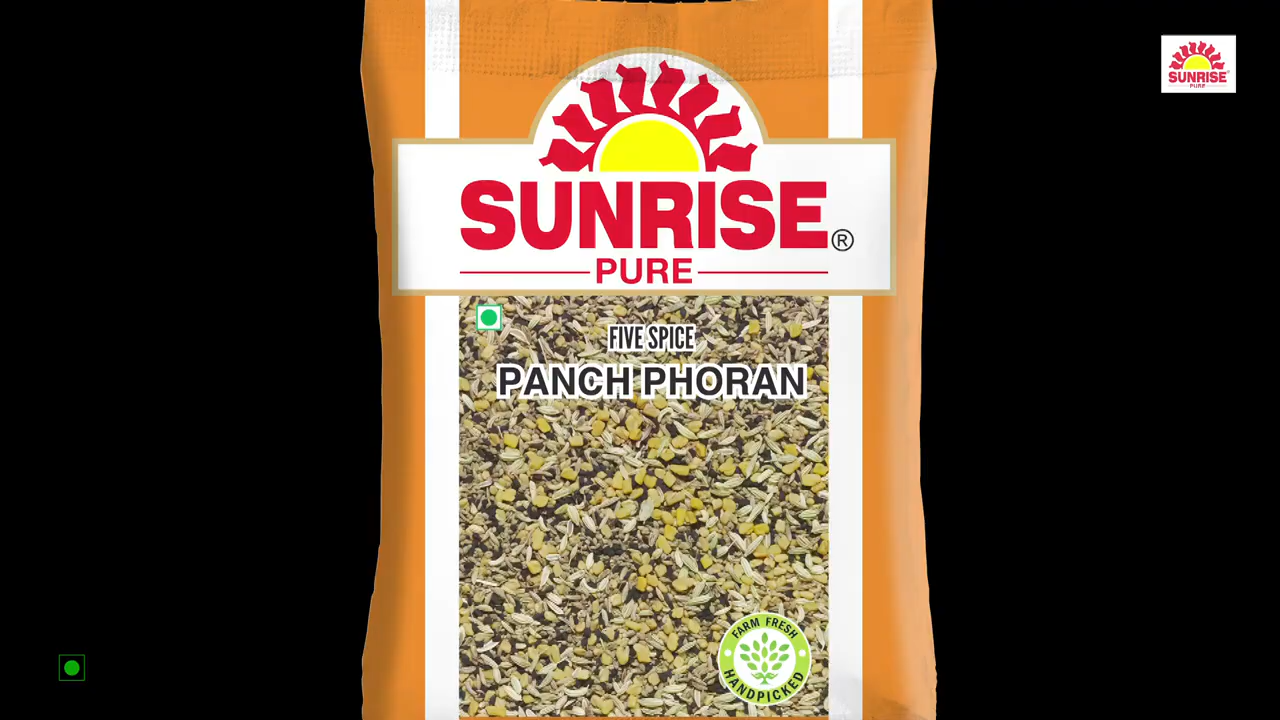 SUNRISE®
PURE
FIVE SPICE
PANCH PHORAN
FARM FRESH
HANDPICKED
SUNRISE
PURE